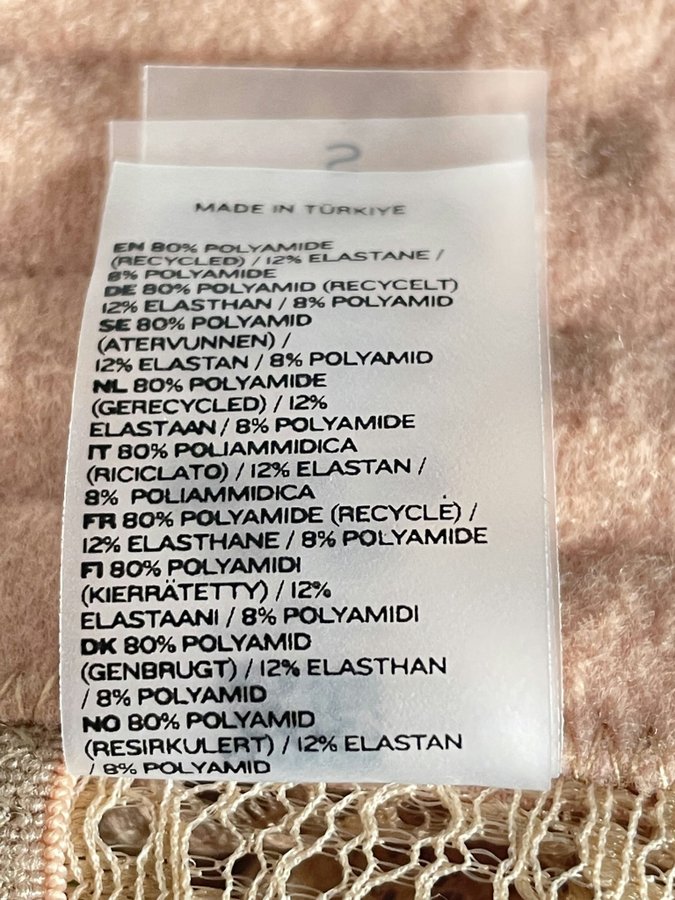 S
MADE IN TÜRKIYE
EN 80% POLYAMIDE
(RECYCLED) / 12% ELASTANE /
8% POLYAMIDE
DE 80% POLYAMID (RECYCELT)
12% ELASTHAN / 8% POLYAMID
SE 80% POLYAMID
(ATERVUNNEN) /
12% ELASTAN / 8% POLYAMID
NL 80% POLYAMIDE
(GERECYCLED) / 12%
ELASTAAN / 8% POLYAMIDE
IT 80% POLIAMMIDICA
(RICICLATO) / 12% ELASTAN /
8% POLIAMMIDICA
FR 80% POLYAMIDE (RECYCLÉ) /
12% ELASTHANE / 8% POLYAMIDE
FI 80% POLYAMIDI
(KIERRÄTETTY) / 12%
ELASTAANI / 8% POLYAMIDI
DK 80% POLYAMID
(GENBRUGT) / 12% ELASTHAN
/ 8% POLYAMID
NO 80% POLYAMID
(RESIRKULERT) / 12% ELASTAN
/ 8% POLYAMID